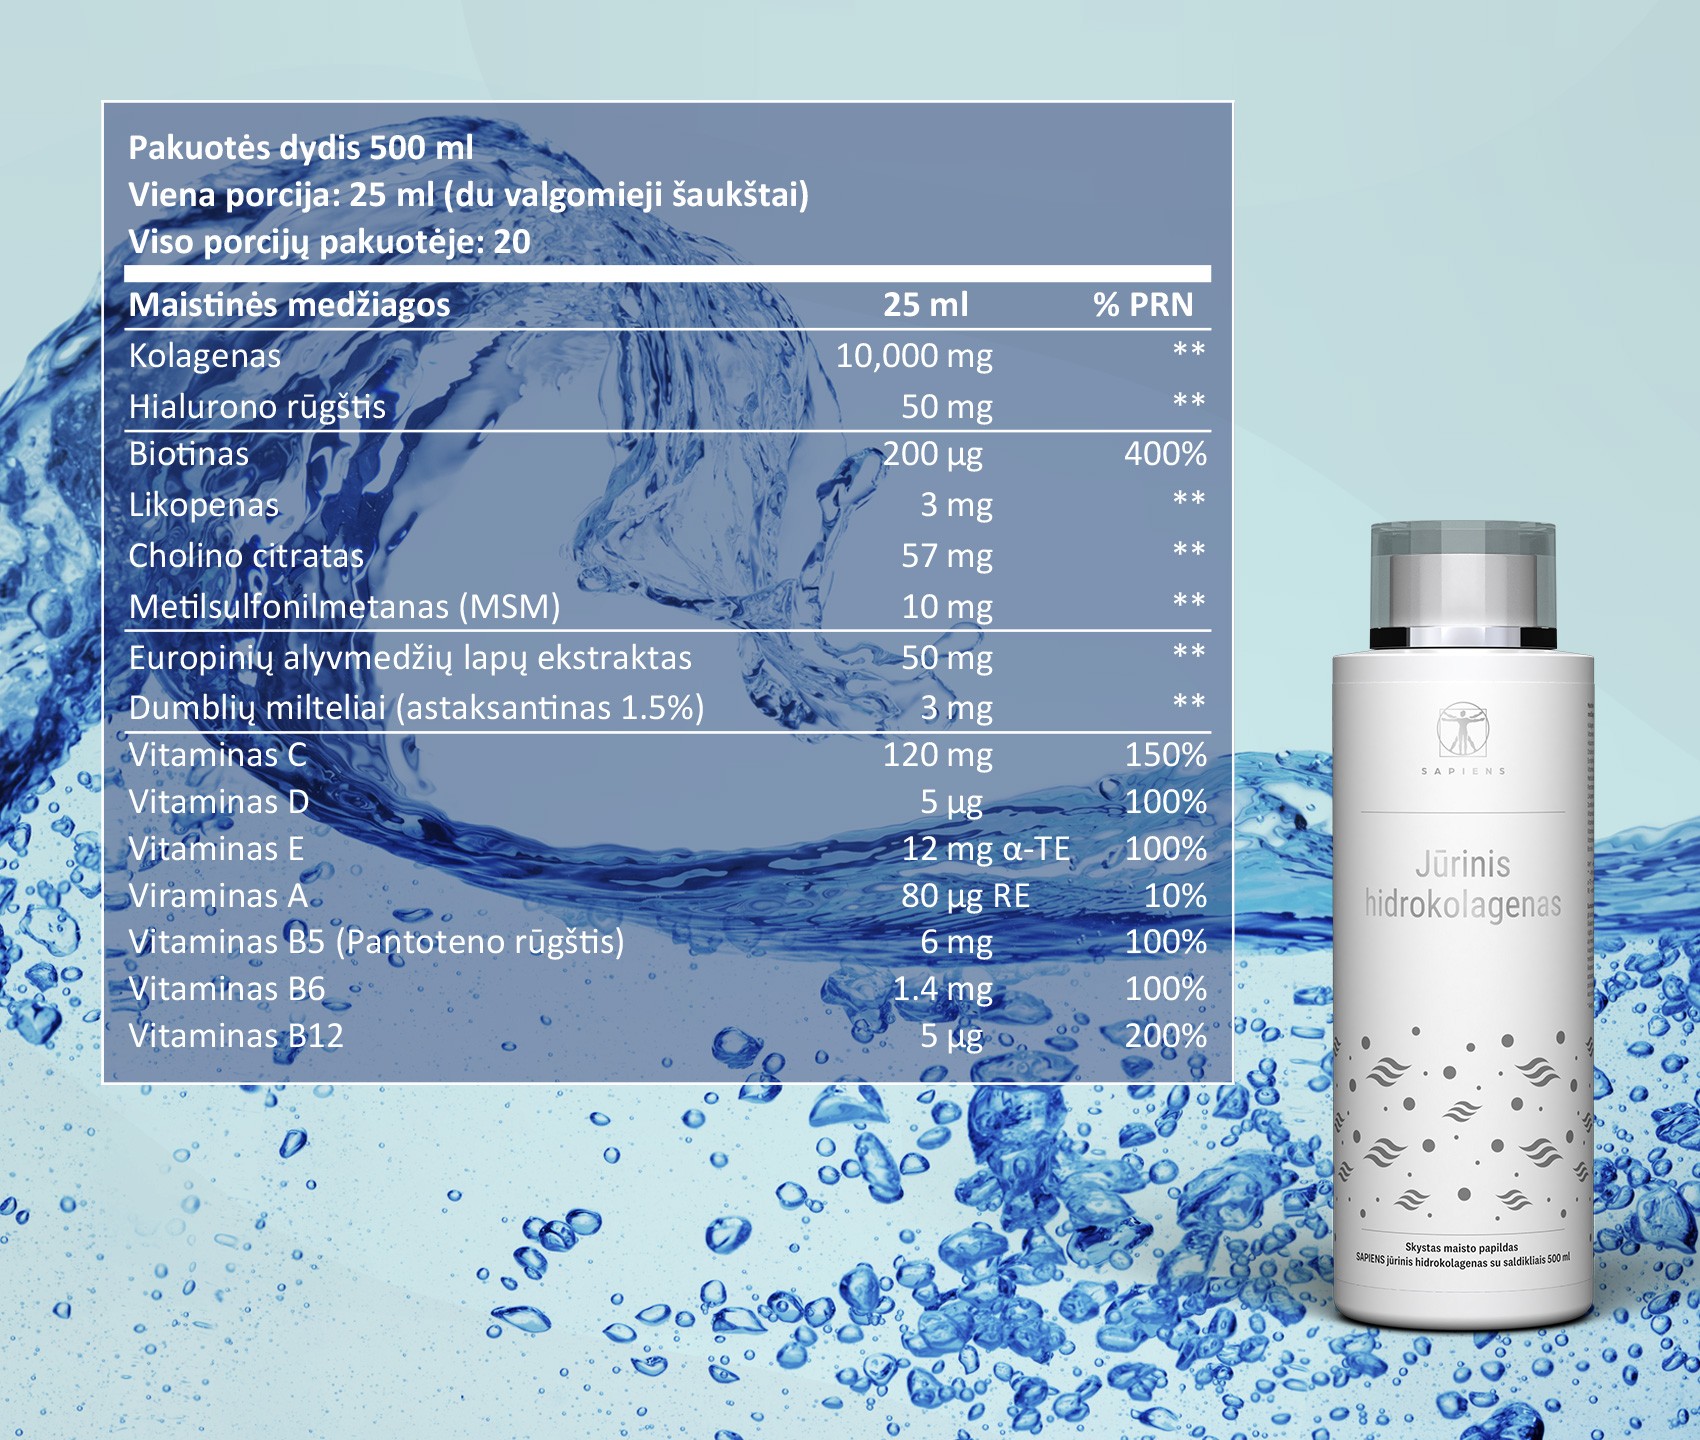 Pakuotės dydis 500 ml
Viena porcija: 25 ml (du valgomieji šaukštai)
Viso porcijų pakuotėje: 20
Maistinės medžiagos 25 ml % PRN
Kolagenas 10,000 mg **
Hialurono rūgštis 50 mg **
Biotinas 200 µg 400%
Likopenas 3 mg **
Cholino citratas 57 mg **
Metilsulfonilmetanas (MSM) 10 mg **
Europinių alyvmedžių lapų ekstraktas 50 mg **
Dumblių milteliai (astaksantinas 1.5%) 3 mg **
Vitaminas C 120 mg 150%
Vitaminas D 5 µg 100%
Vitaminas E 12 mg α-TE 100%
Viraminas A 80 µg RE 10%
Vitaminas B5 (Pantoteno rūgštis) 6 mg 100%
Vitaminas B6 1.4 mg 100%
Vitaminas B12 5 µg 200%
SAPIENS
Jūrinis
hidrokolagenas
Skystas maisto papildas
SAPIENS jūrinis hidrokolagenas su saldikliais 500 ml